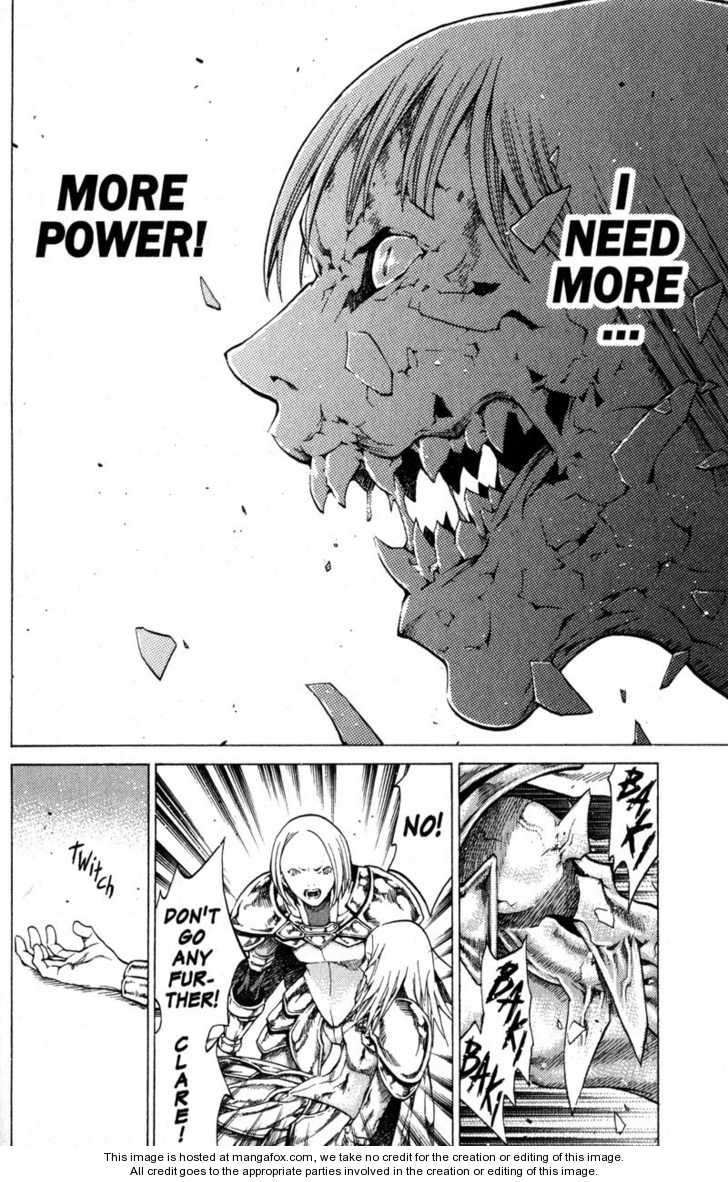 I
NEED
MORE
...
MORE
POWER!
BAKI
BAKI
BAKI
NO!
DON'T
GO
ANY
FUR-
THER!
CLARE!
TWITCH
This image is hosted at mangafox.com, we take no credit for the creation or editing of this image.
All credit goes to the appropriate parties involved in the creation or editing of this image.